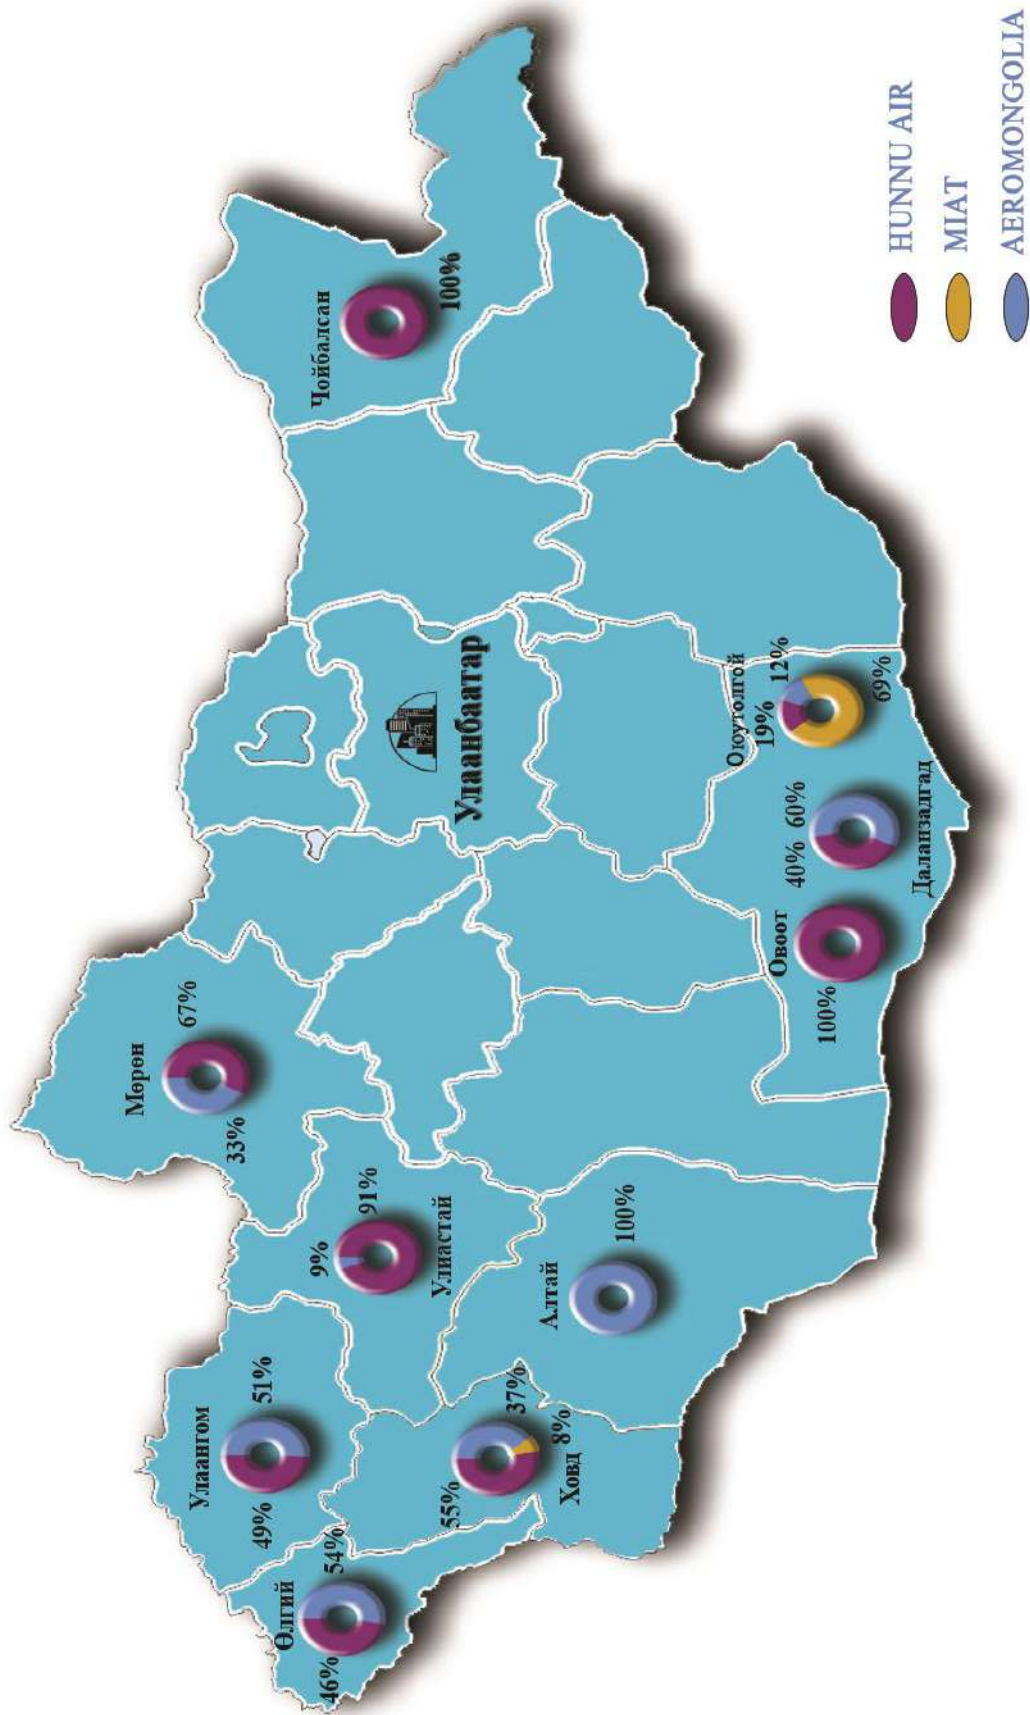 Мөрөн
67%
33%
Чойбалсан
100%
Улаангом
51%
49%
9%
91%
Улиастай
Өлгий
54%
46%
Улаанбаатар
55%
37%
8%
Ховд
Алтай
100%
Оюутолгой
19%
12%
69%
Овоот
100%
40%
60%
Даланзадгад
HUNNU AIR
MIAT
AEROMONGOLIA